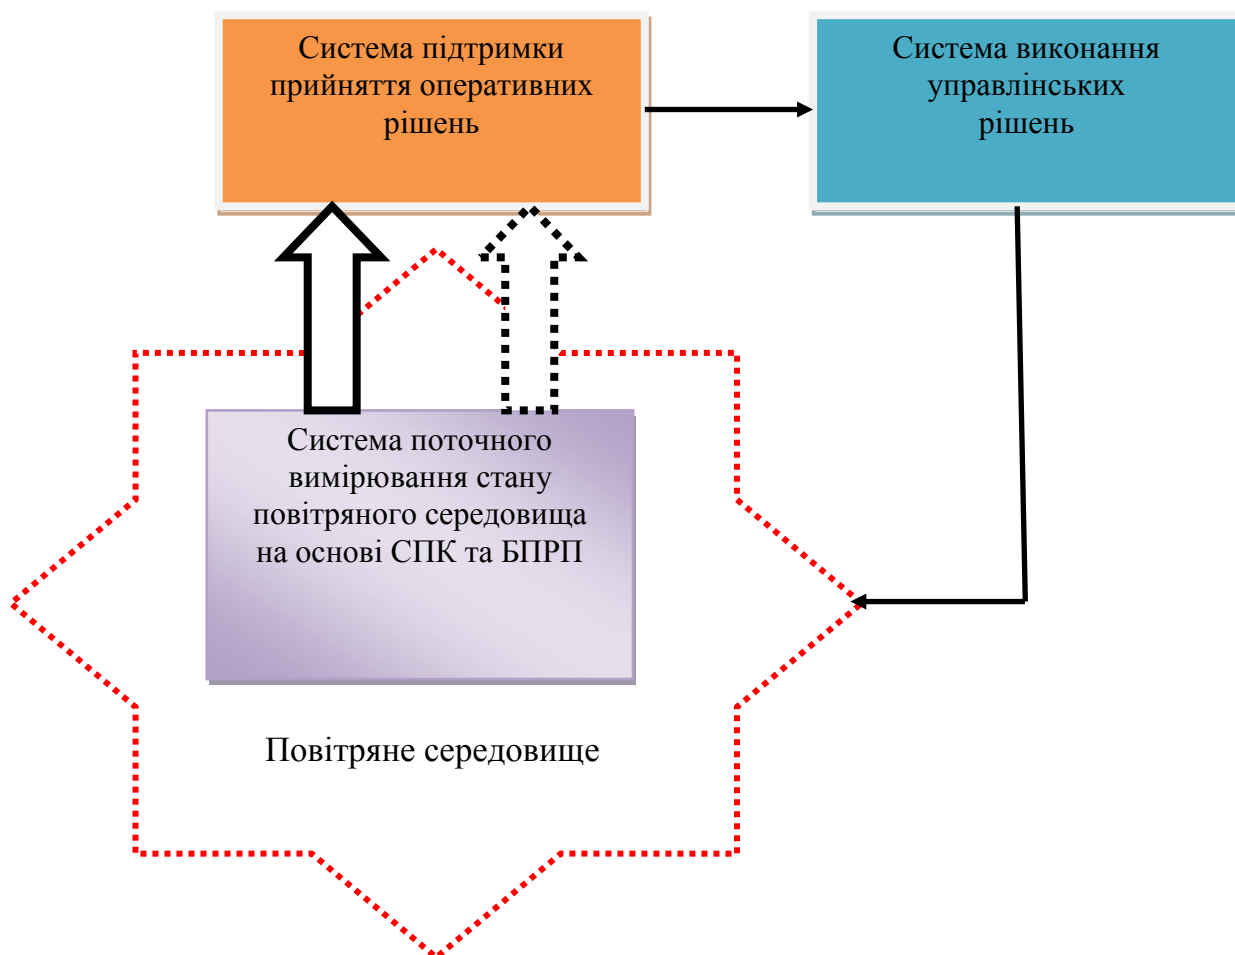 Система підтримки
прийняття оперативних
рішень
Система виконання
управлінських
рішень
Система поточного
вимірювання стану
повітряного середовища
на основі СПК та БПРП
Повітряне середовище